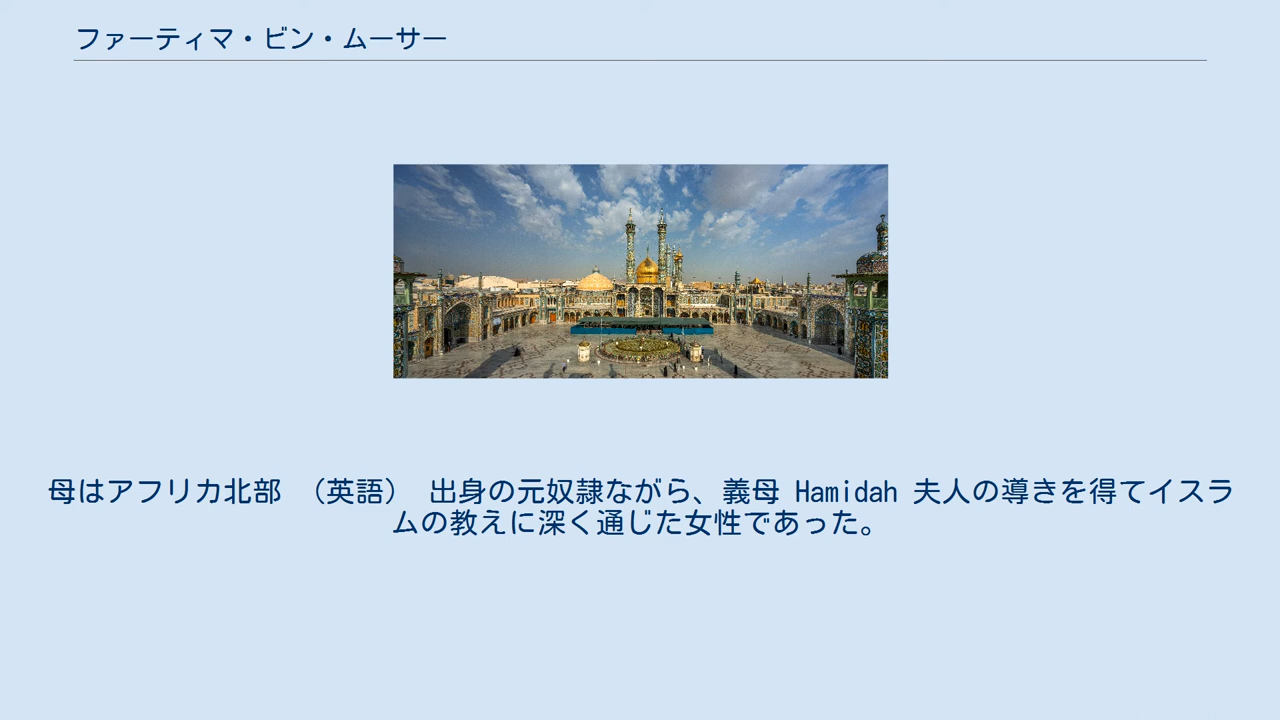 ファーティマ・ビン・ムーサー
母はアフリカ北部 （英語） 出身の元奴隷ながら、義母 Hamidah 夫人の導きを得てイスラ
ムの教えに深く通じた女性であった。